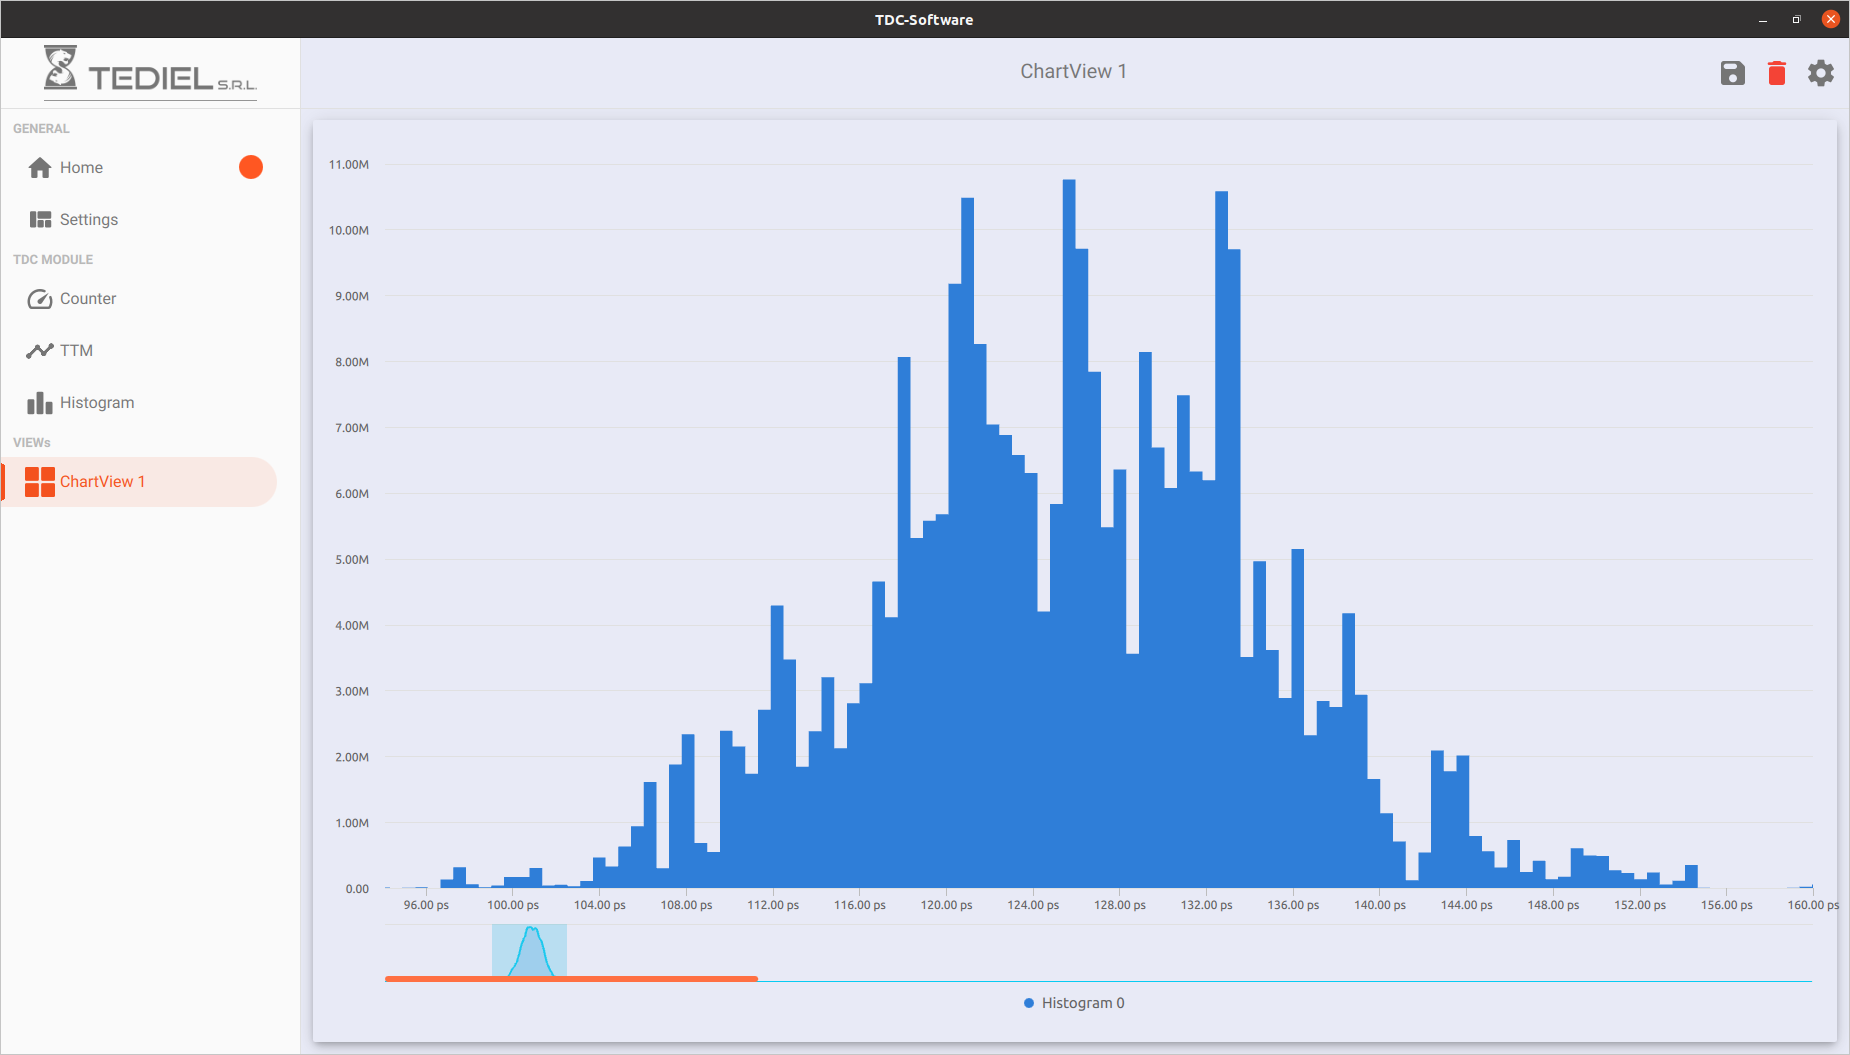 TDC-Software
TEDIEL S.R.L.
ChartView 1
GENERAL
Home
Settings
TDC MODULE
Counter
TTM
Histogram
VIEWs
ChartView 1
11.00M
10.00M
9.00M
8.00M
7.00M
6.00M
5.00M
4.00M
3.00M
2.00M
1.00M
0.00
96.00 ps 100.00 ps 104.00 ps 108.00 ps 112.00 ps 116.00 ps 120.00 ps 124.00 ps 128.00 ps 132.00 ps 136.00 ps 140.00 ps 144.00 ps 148.00 ps 152.00 ps 156.00 ps 160.00 ps
Histogram 0